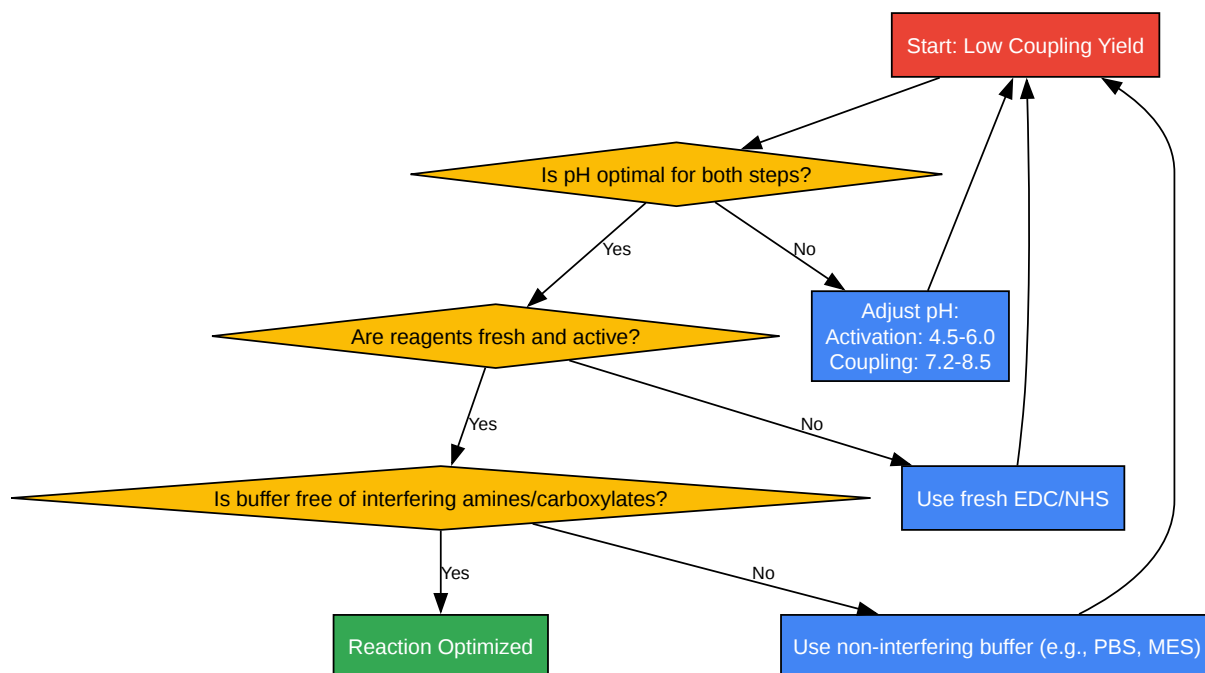 Start: Low Coupling Yield
Is pH optimal for both steps?
Yes
No
Adjust pH:
Activation: 4.5-6.0
Coupling: 7.2-8.5
Are reagents fresh and active?
Yes
No
Use fresh EDC/NHS
Is buffer free of interfering amines/carboxylates?
Yes
No
Reaction Optimized
Use non-interfering buffer (e.g., PBS, MES)